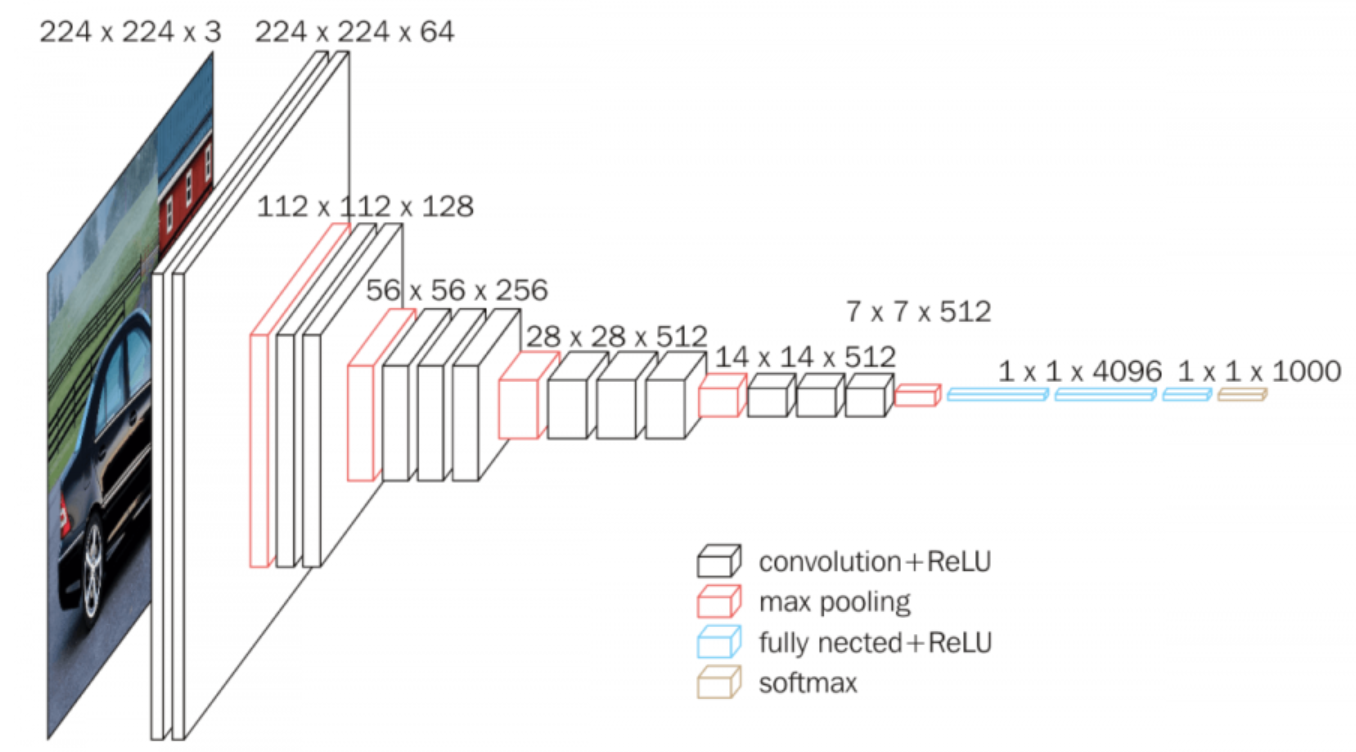 224 x 224 x 3
224 x 224 x 64
112 x 112 x 128
56 x 56 x 256
28 x 28 x 512
14 x 14 x 512
7 x 7 x 512
1 x 1 x 4096
1 x 1 x 1000
convolution+ReLU
max pooling
fully nected+ReLU
softmax